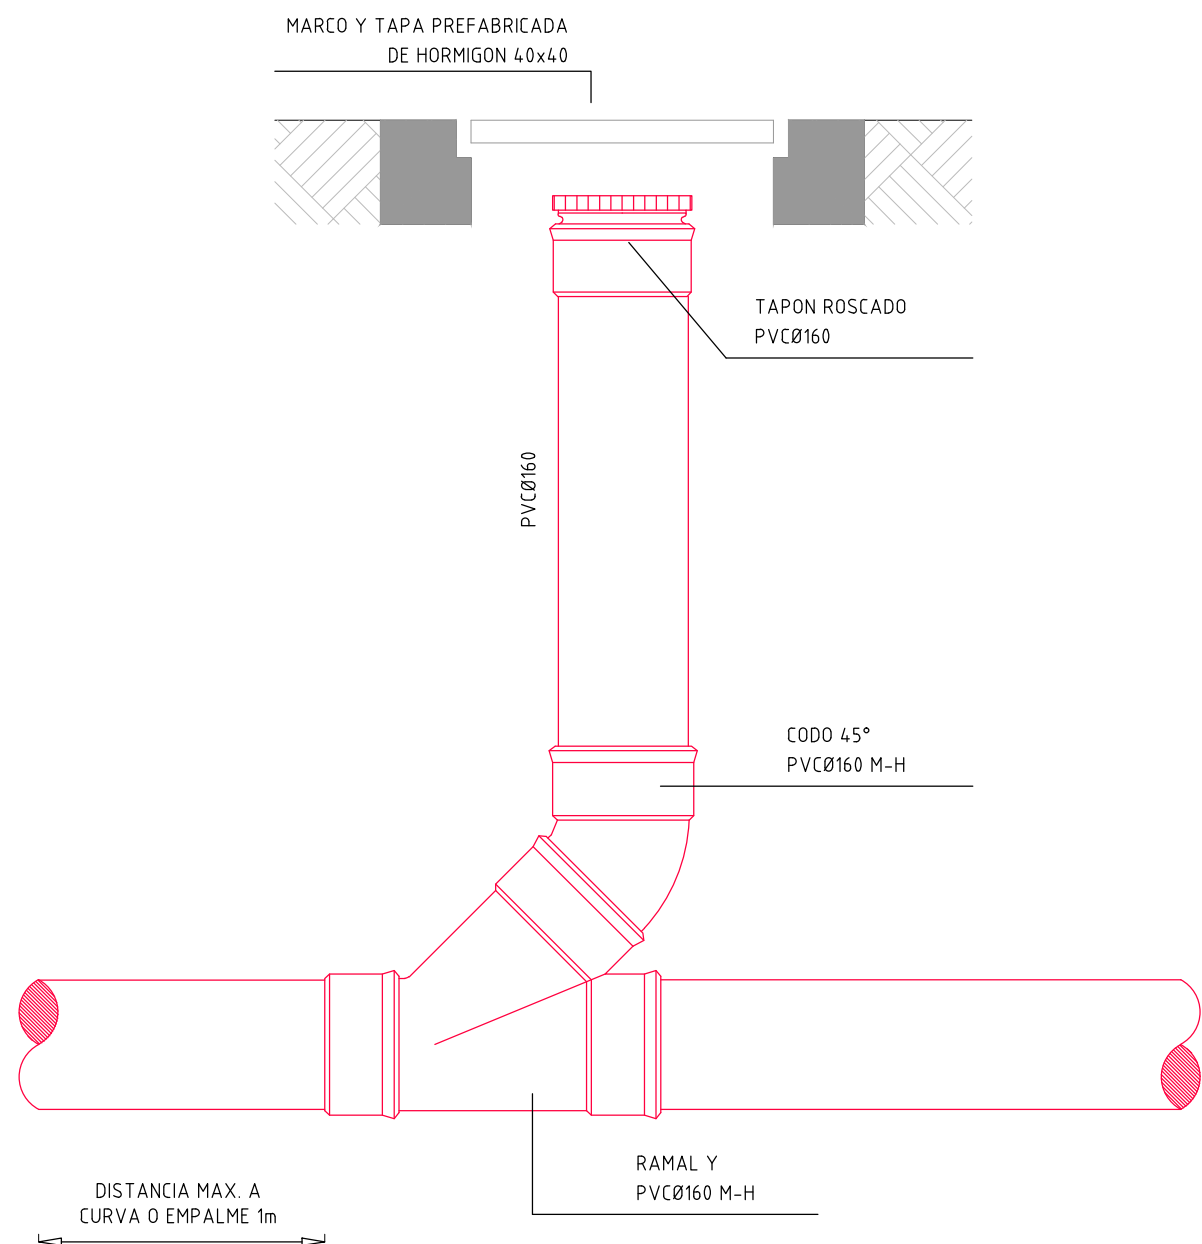 MARCO Y TAPA PREFABRICADA
DE HORMIGON 40x40
TAPON ROSCADO
PVCØ160
PVCØ160
CODO 45°
PVCØ160 M-H
RAMAL Y
PVCØ160 M-H
DISTANCIA MAX. A
CURVA O EMPALME 1m